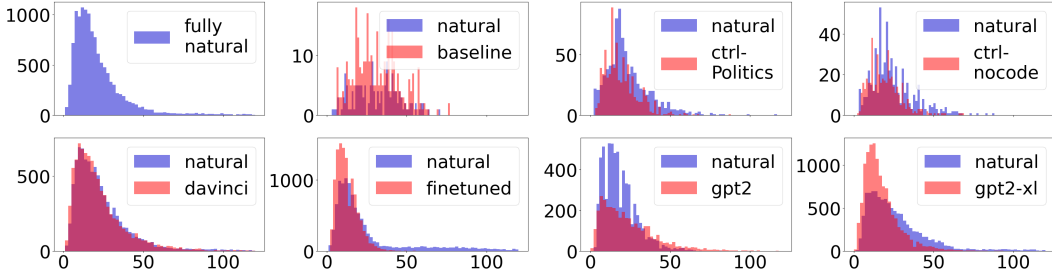 1000
500
0
fully
natural
10
0
natural
baseline
50
0
natural
ctrl-
Politics
40
20
0
natural
ctrl-
nocode
500
0
0 50 100
natural
davinci
1000
0
0 50 100
natural
finetuned
400
200
0
0 50 100
natural
gpt2
1000
500
0
0 50 100
natural
gpt2-xl